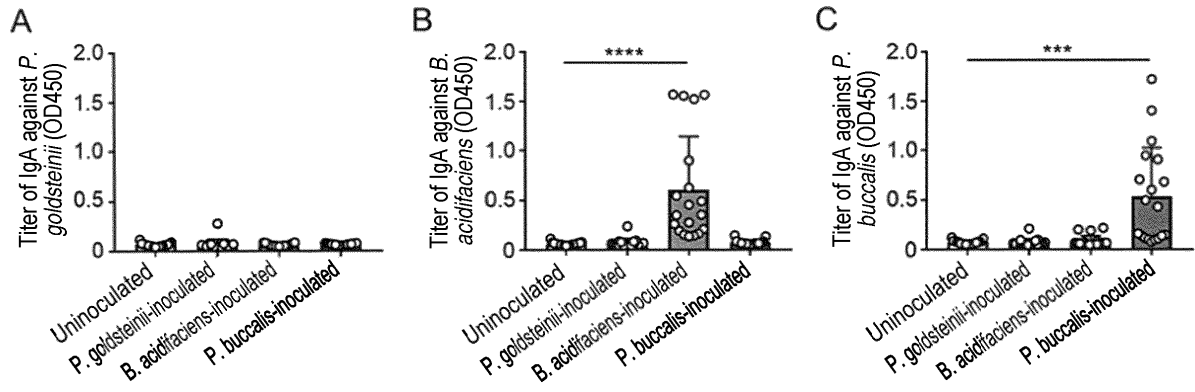 A
Titer of IgA against P.
goldsteinii (OD450)
2.0
1.5
1.0
0.5
0
Uninoculated
P. goldsteinii-inoculated
B. acidifaciens-inoculated
P. buccalis-inoculated
B
Titer of IgA against B.
acidifaciens (OD450)
2.0
1.5
1.0
0.5
0
****
Uninoculated
P. goldsteinii-inoculated
B. acidifaciens-inoculated
P. buccalis-inoculated
C
Titer of IgA against P.
buccalis (OD450)
2.0
1.5
1.0
0.5
0
***
Uninoculated
P. goldsteinii-inoculated
B. acidifaciens-inoculated
P. buccalis-inoculated